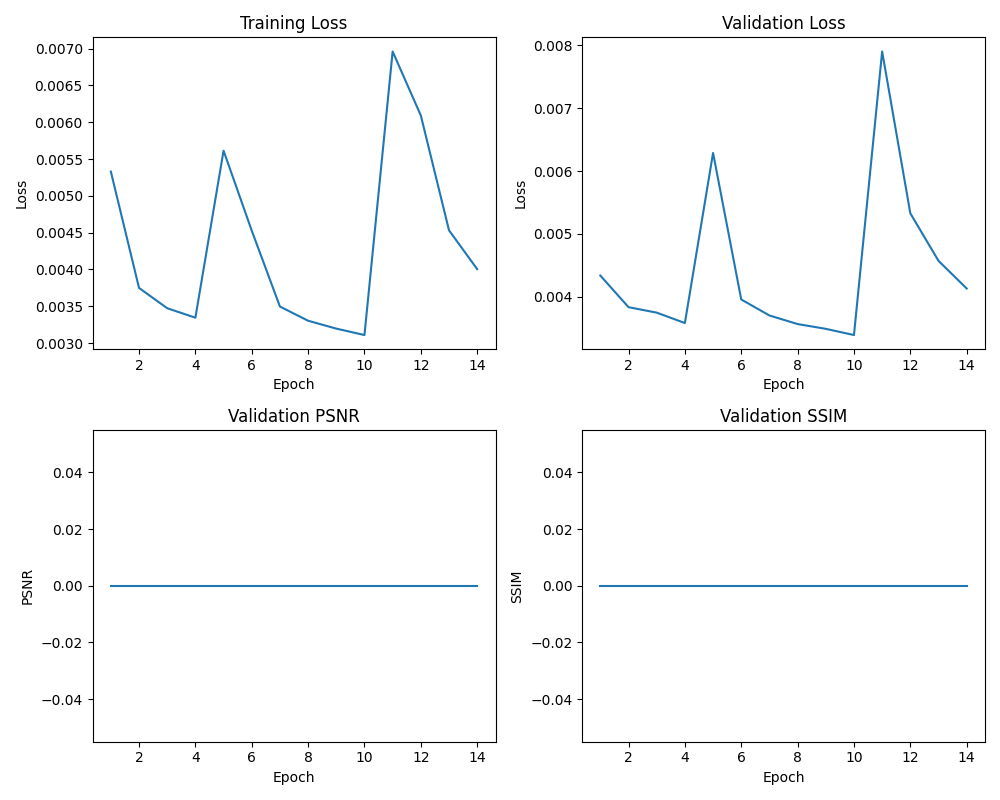 Training Loss
Loss
0.0070
0.0065
0.0060
0.0055
0.0050
0.0045
0.0040
0.0035
0.0030
2 4 6 8 10 12 14
Epoch
Validation Loss
Loss
0.008
0.007
0.006
0.005
0.004
2 4 6 8 10 12 14
Epoch
Validation PSNR
PSNR
0.04
0.02
0.00
−0.02
−0.04
2 4 6 8 10 12 14
Epoch
Validation SSIM
SSIM
0.04
0.02
0.00
−0.02
−0.04
2 4 6 8 10 12 14
Epoch